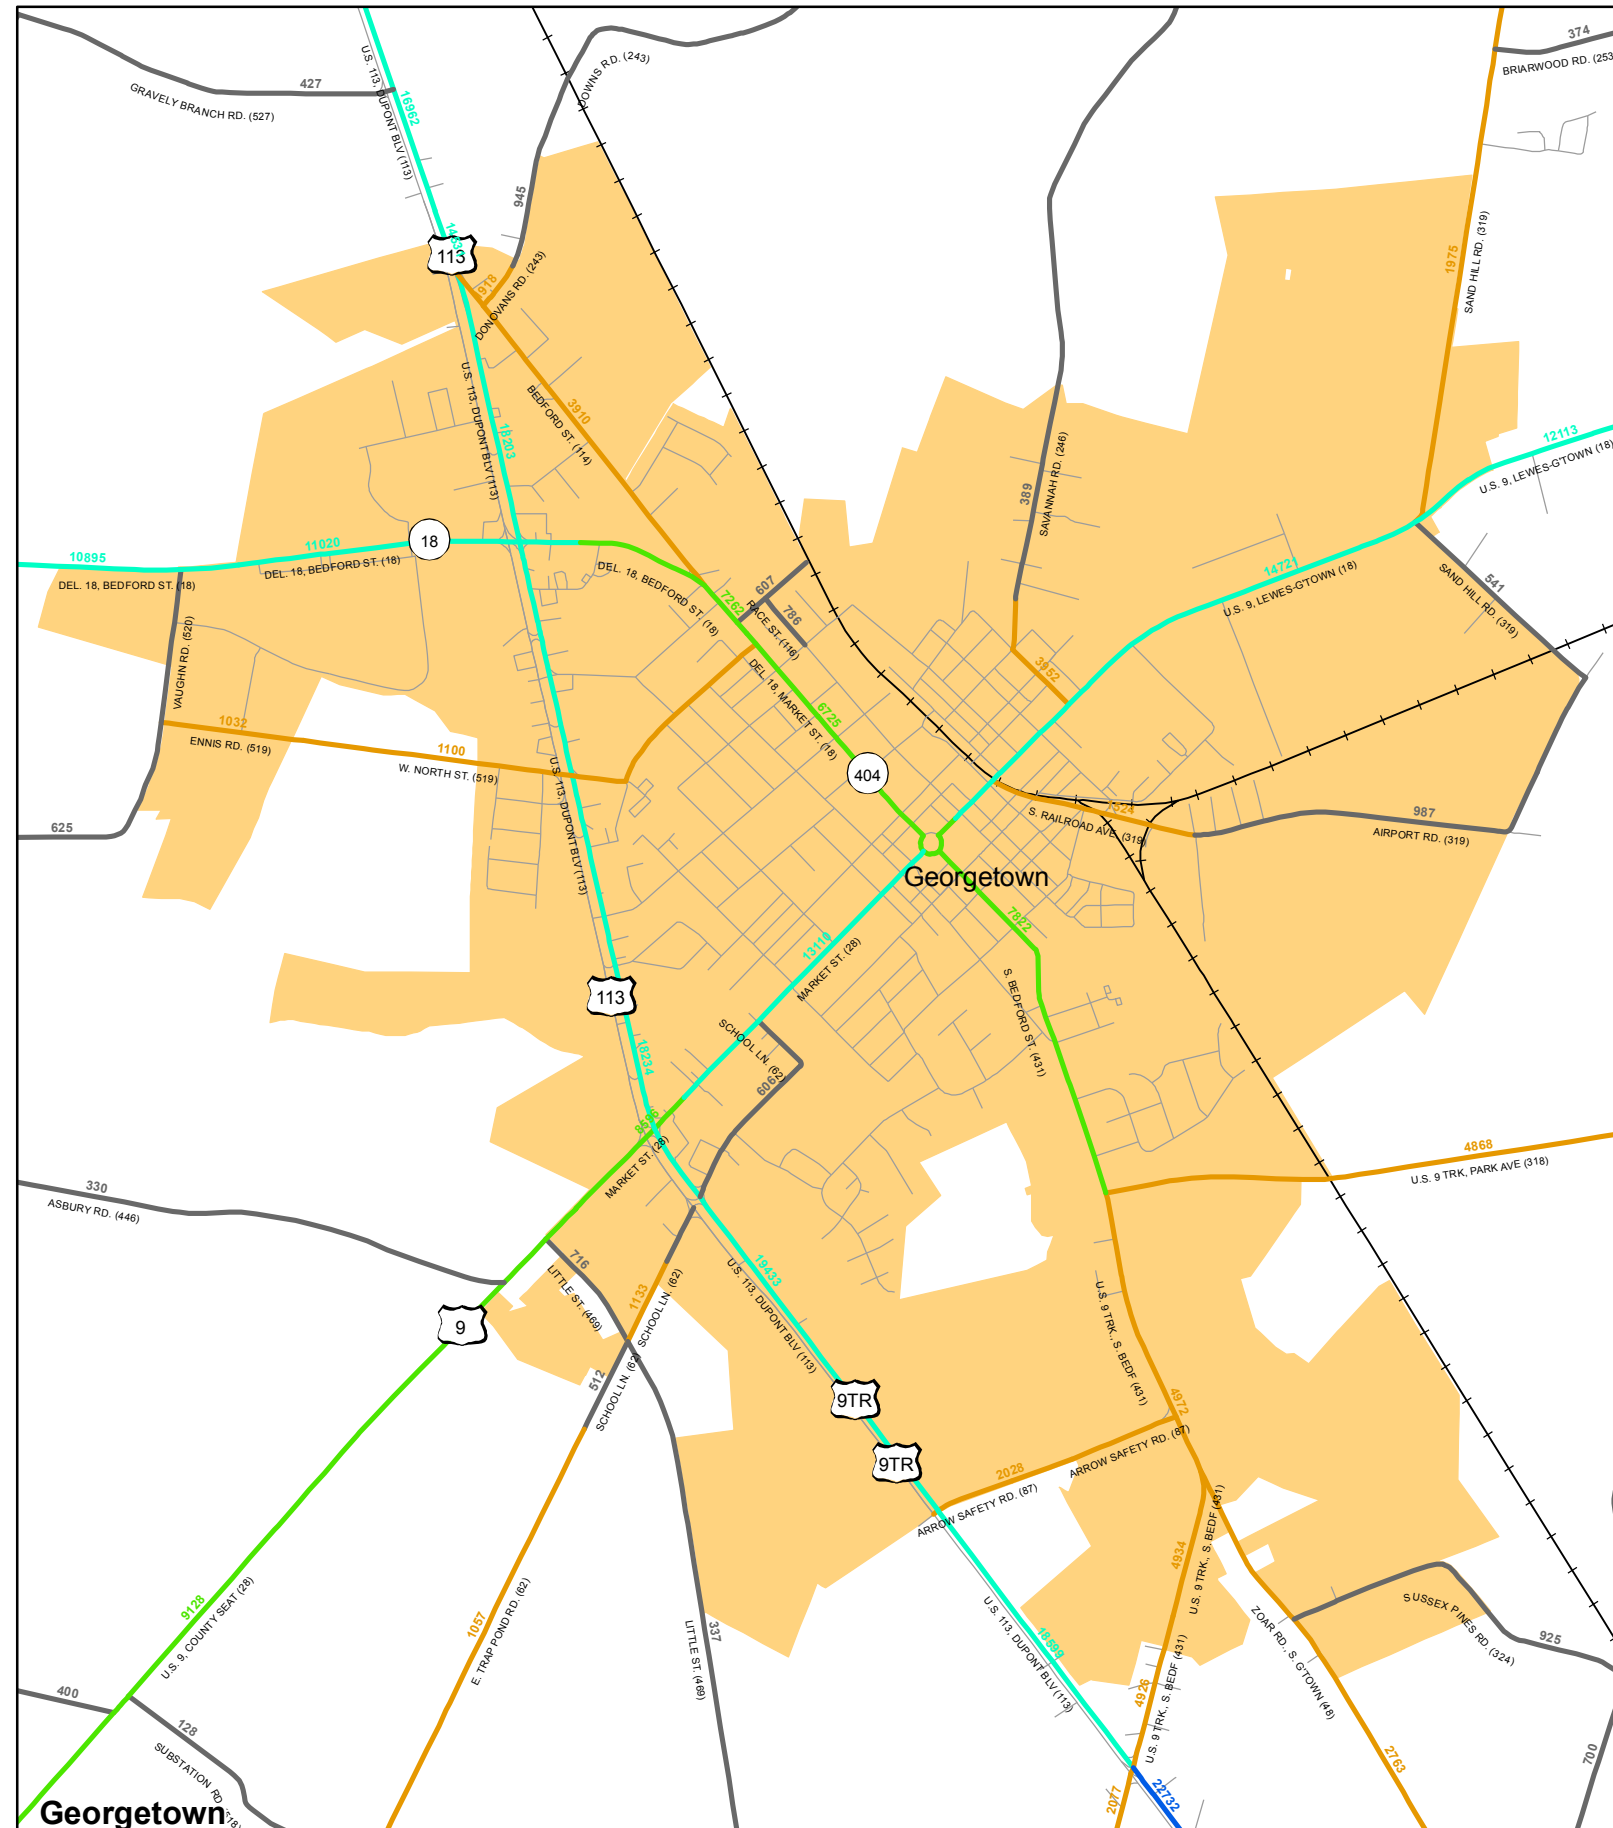 374
BRIARWOOD RD. (253
427
GRAVELY BRANCH RD. (527)
U.S. 113, DUPONT BLV (113)
16962
DOWNS RD. (243)
945
113
DONOVANS RD. (243)
1975
SAND HILL RD. (319)
U.S. 113, DUPONT BLV (113)
18203
3910
BEDFORD ST. (114)
389
SAVANNAH RD. (246)
12113
U.S. 9, LEWES-G'TOWN (18)
10895
DEL. 18, BEDFORD ST. (18)
11020
DEL. 18, BEDFORD ST. (18)
18
DEL. 18, BEDFORD ST. (18)
7262
607
RACE ST. (116)
786
14721
U.S. 9, LEWES-G'TOWN (18)
541
SAND HILL RD. (319)
VAUGHN RD. (520)
3952
1032
ENNIS RD. (519)
1100
W. NORTH ST. (519)
DEL. 18, MARKET ST. (18)
6725
404
U.S. 113, DUPONT BLV (113)
625
S. RAILROAD AVE. (319)
987
AIRPORT RD. (319)
Georgetown
7822
13110
MARKET ST. (28)
113
S. BEDFORD ST. (431)
18234
SCHOOL LN. (62)
606
MARKET ST. (28)
4868
U.S. 9 TRK, PARK AVE (318)
330
ASBURY RD. (446)
716
LITTLE ST. (469)
1133
SCHOOL LN. (62)
19433
U.S. 113, DUPONT BLV (113)
9
512
SCHOOL LN. (62)
U.S. 9 TRK., S. BEDF (431)
4972
9TR
9TR
2028
ARROW SAFETY RD. (87)
ARROW SAFETY RD. (87)
4934
U.S. 9 TRK., S. BEDF (431)
9128
U.S. 9, COUNTY SEAT (28)
1057
E. TRAP POND RD. (62)
337
LITTLE ST. (469)
18599
U.S. 113, DUPONT BLV (113)
ZOAR RD., S. G'TOWN (48)
SUSSEX PINES RD. (324)
925
4926
U.S. 9 TRK., S. BEDF (431)
400
128
SUBSTATION RD. (518)
2763
700
2077
22732
Georgetown